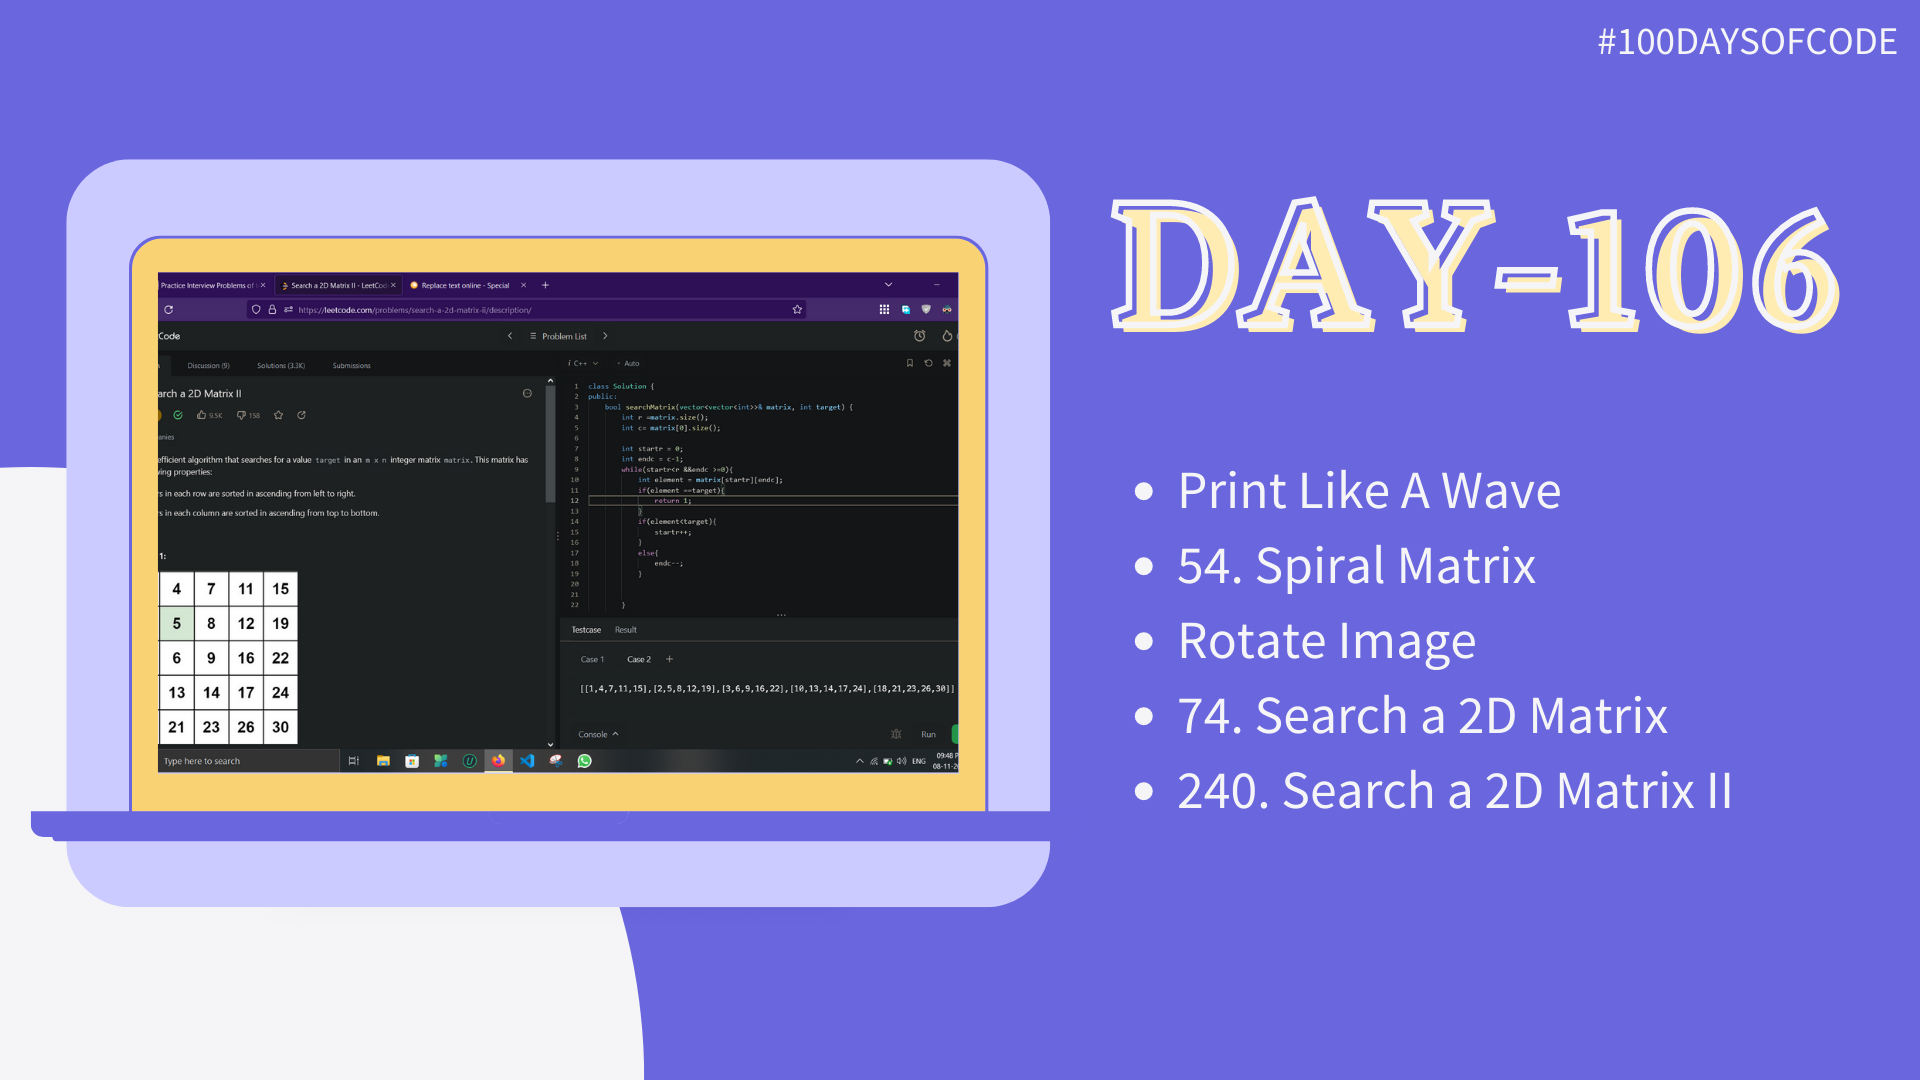 #100DAYSOFCODE
DAY-106
Print Like A Wave
54. Spiral Matrix
Rotate Image
74. Search a 2D Matrix
240. Search a 2D Matrix II
Practice Interview Problems of
Search a 2D Matrix II - LeetCod
Replace text online - Special
https://leetcode.com/problems/search-a-2d-matrix-ii/description/
Code
Problem List
Discussion (9)
Solutions (3.3K)
Submissions
arch a 2D Matrix II
9.5K
158
anies
efficient algorithm that searches for a value target in an m x n integer matrix matrix. This matrix has
ving properties:
s in each row are sorted in ascending from left to right.
s in each column are sorted in ascending from top to bottom.
1:
4 7 11 15
5 8 12 19
6 9 16 22
13 14 17 24
21 23 26 30
i C++
Auto
1 class Solution {
2 public:
3 bool searchMatrix(vector<vector<int>>& matrix, int target) {
4 int r =matrix.size();
5 int c= matrix[0].size();
6
7 int startr = 0;
8 int endc = c-1;
9 while(startr<r &&endc >=0){
10 int element = matrix[startr][endc];
11 if(element ==target){
12 return 1;
13 }
14 if(element<target){
15 startr++;
16 }
17 else{
18 endc--;
19 }
20
21
22 }
Testcase
Result
Case 1
Case 2
+
[[1,4,7,11,15],[2,5,8,12,19],[3,6,9,16,22],[10,13,14,17,24],[18,21,23,26,30]]
Console
Run
Type here to search
ENG
09:48 P
08-11-2